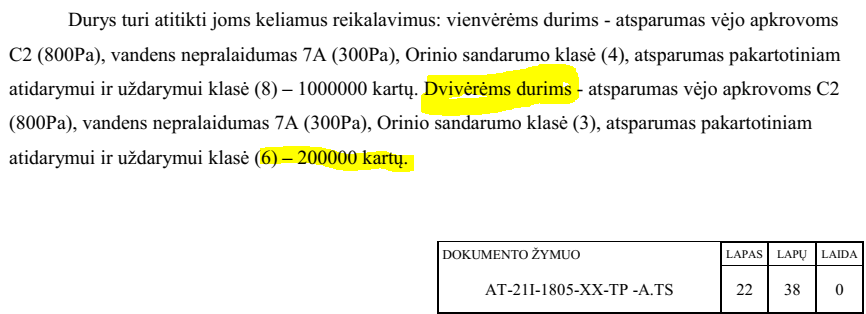 Durys turi atitikti joms keliamus reikalavimus: vienvėrėms durims - atsparumas vėjo apkrovoms
C2 (800Pa), vandens nepralaidumas 7A (300Pa), Orinio sandarumo klasė (4), atsparumas pakartotiniam
atidarymui ir uždarymui klasė (8) – 1000000 kartų. Dvivėrėms durims - atsparumas vėjo apkrovoms C2
(800Pa), vandens nepralaidumas 7A (300Pa), Orinio sandarumo klasė (3), atsparumas pakartotiniam
atidarymui ir uždarymui klasė (6) – 200000 kartų.
DOKUMENTO ŽYMUO LAPAS LAPŲ LAIDA
AT-21I-1805-XX-TP -A.TS 22 38 0